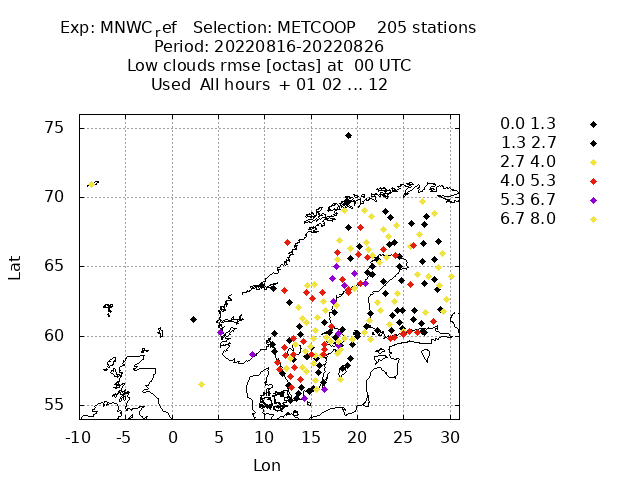 Exp: MNWCref Selection: METCOOP 205 stations
Period: 20220816-20220826
Low clouds rmse [octas] at 00 UTC
Used All hours + 01 02 ... 12
75
70
65
60
55
-10 -5 0 5 10 15 20 25 30
Lat
Lon
0.0 1.3
1.3 2.7
2.7 4.0
4.0 5.3
5.3 6.7
6.7 8.0